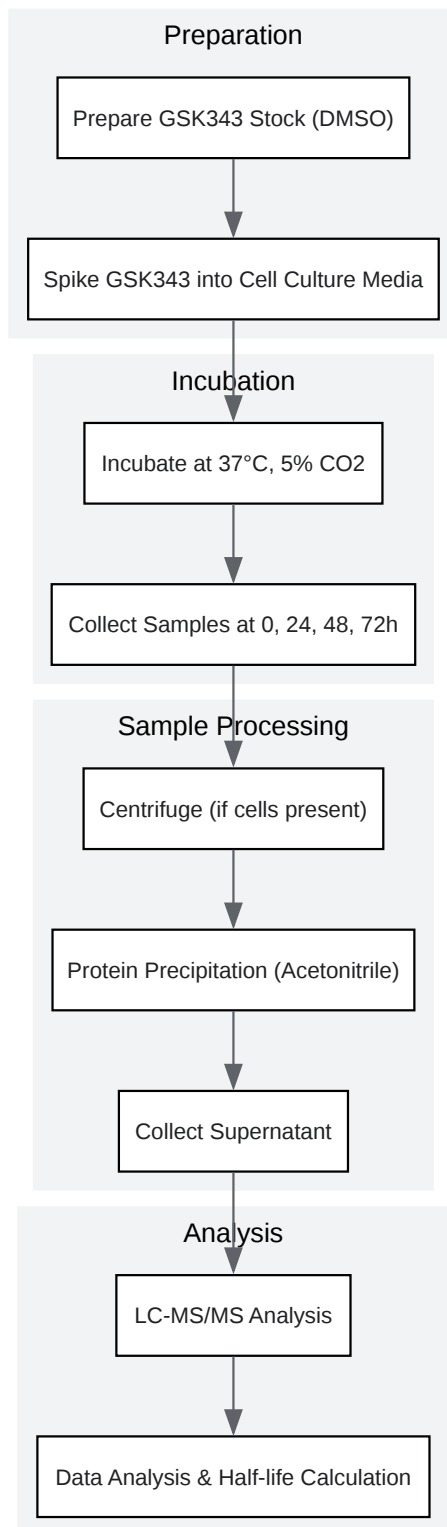 Preparation
Prepare GSK343 Stock (DMSO)
Spike GSK343 into Cell Culture Media
Incubation
Incubate at 37°C, 5% CO2
Collect Samples at 0, 24, 48, 72h
Sample Processing
Centrifuge (if cells present)
Protein Precipitation (Acetonitrile)
Collect Supernatant
Analysis
LC-MS/MS Analysis
Data Analysis & Half-life Calculation